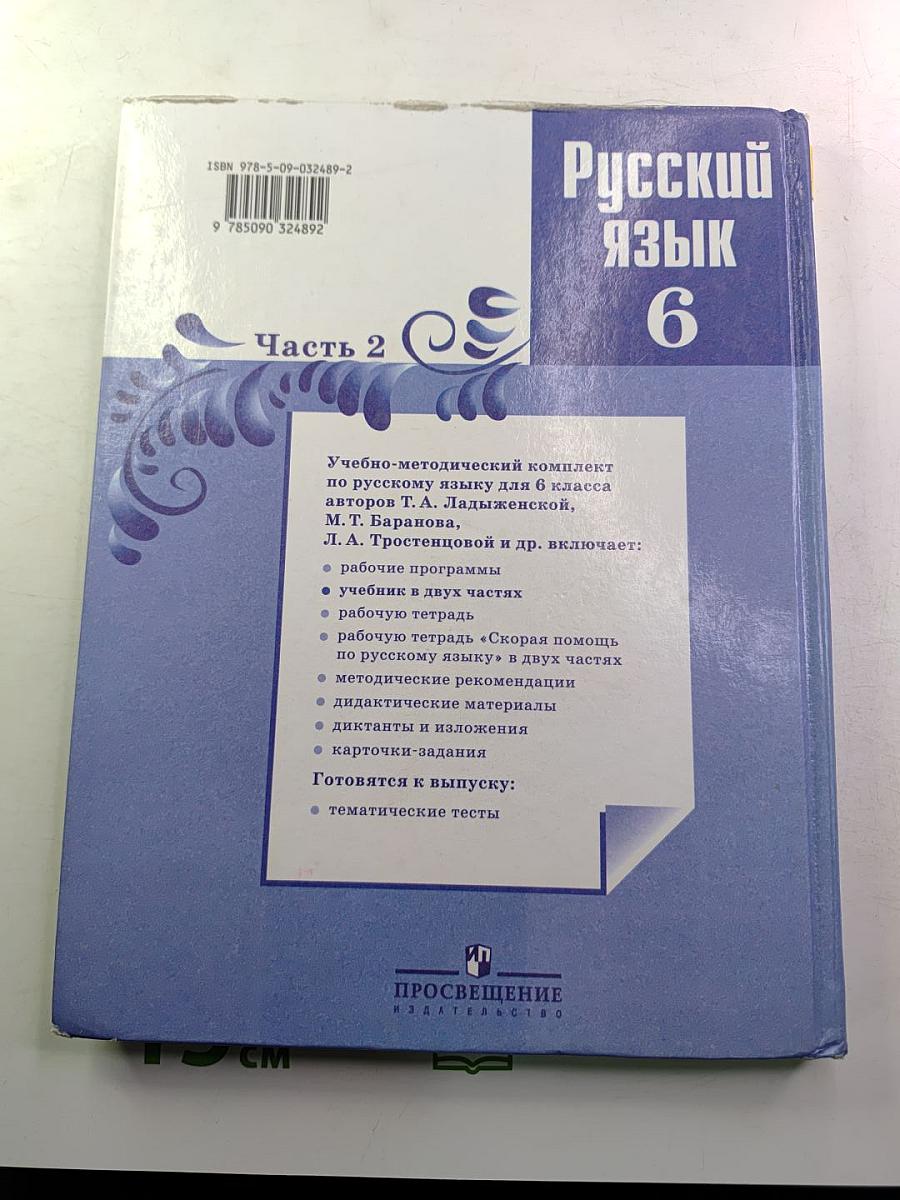 ISBN 978-5-09-032489-2
9 785090 324892
Русский
язык
6
Часть 2
Учебно-методический комплект
по русскому языку для 6 класса
авторов Т. А. Ладыженской,
М. Т. Баранова,
Л. А. Тростенцовой и др. включает:
• рабочие программы
• учебник в двух частях
• рабочую тетрадь
• рабочую тетрадь «Скорая помощь
по русскому языку» в двух частях
• методические рекомендации
• дидактические материалы
• диктанты и изложения
• карточки-задания
Готовятся к выпуску:
• тематические тесты
ИП
ПРОСВЕЩЕНИЕ
ИЗДАТЕЛЬСТВО
см